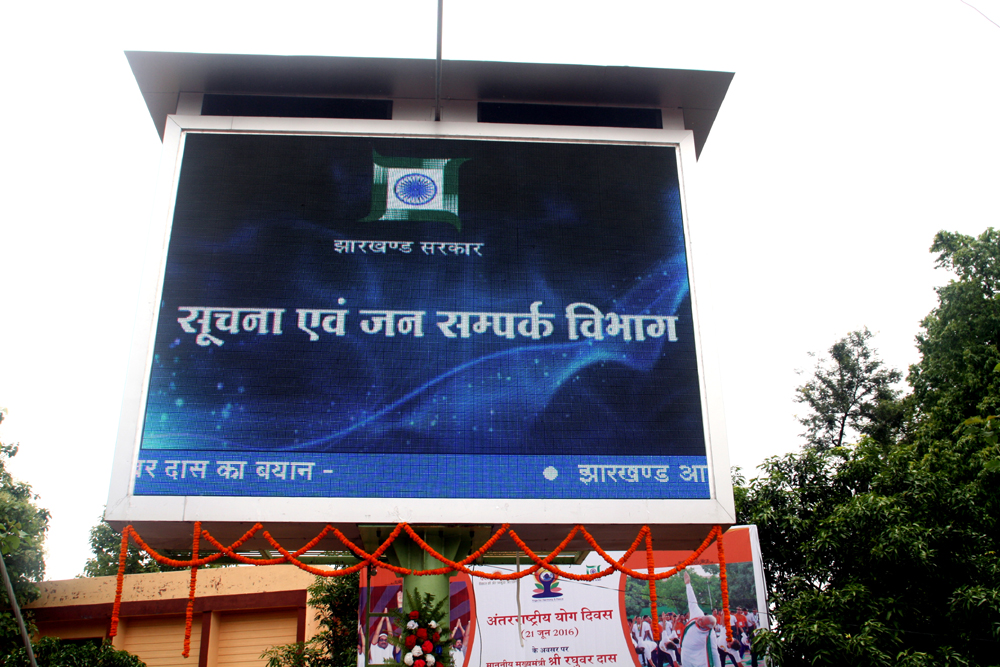 झारखण्ड सरकार
सूचना एवं जन सम्पर्क विभाग
दास का बयान - ● झारखण्ड
अंतरराष्ट्रीय योग दिवस
(21 जून 2016)
के अवसर पर
माननीय मुख्यमंत्री श्री रघुवर दास